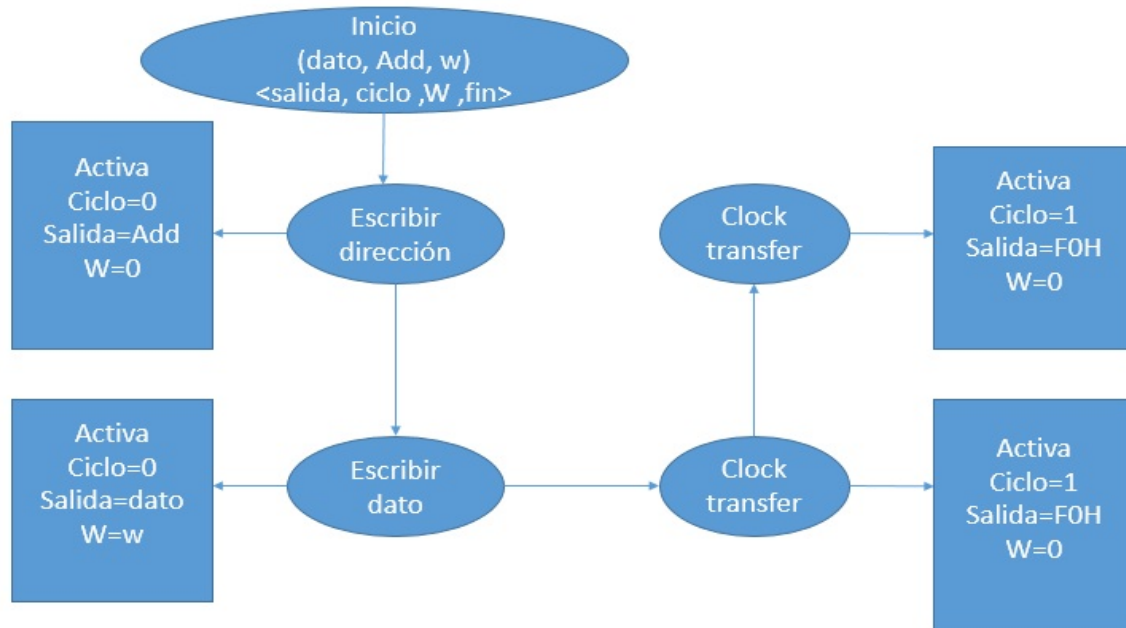 Inicio
(dato, Add, w)
<salida, ciclo ,W ,fin>
Activa
Ciclo=0
Salida=Add
W=0
Escribir
dirección
Clock
transfer
Activa
Ciclo=1
Salida=F0H
W=0
Activa
Ciclo=0
Salida=dato
W=w
Escribir
dato
Clock
transfer
Activa
Ciclo=1
Salida=F0H
W=0